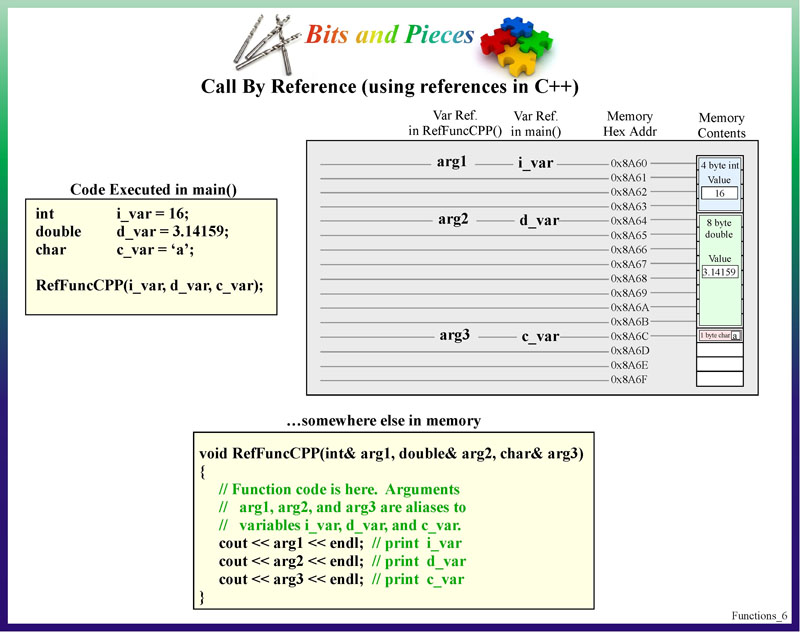 Bits and Pieces
Call By Reference (using references in C++)
Var Ref.
in RefFuncCPP()
Var Ref.
in main()
Memory
Hex Addr
Memory
Contents
arg1 i_var 0x8A60
0x8A61
0x8A62
0x8A63
arg2 d_var 0x8A64
0x8A65
0x8A66
0x8A67
0x8A68
0x8A69
0x8A6A
0x8A6B
arg3 c_var 0x8A6C
0x8A6D
0x8A6E
0x8A6F
4 byte int
Value
16
8 byte
double
Value
3.14159
1 byte char a
Code Executed in main()
int i_var = 16;
double d_var = 3.14159;
char c_var = ‘a’;
RefFuncCPP(i_var, d_var, c_var);
…somewhere else in memory
void RefFuncCPP(int& arg1, double& arg2, char& arg3)
{
// Function code is here. Arguments
// arg1, arg2, and arg3 are aliases to
// variables i_var, d_var, and c_var.
cout << arg1 << endl; // print i_var
cout << arg2 << endl; // print d_var
cout << arg3 << endl; // print c_var
}
Functions_6